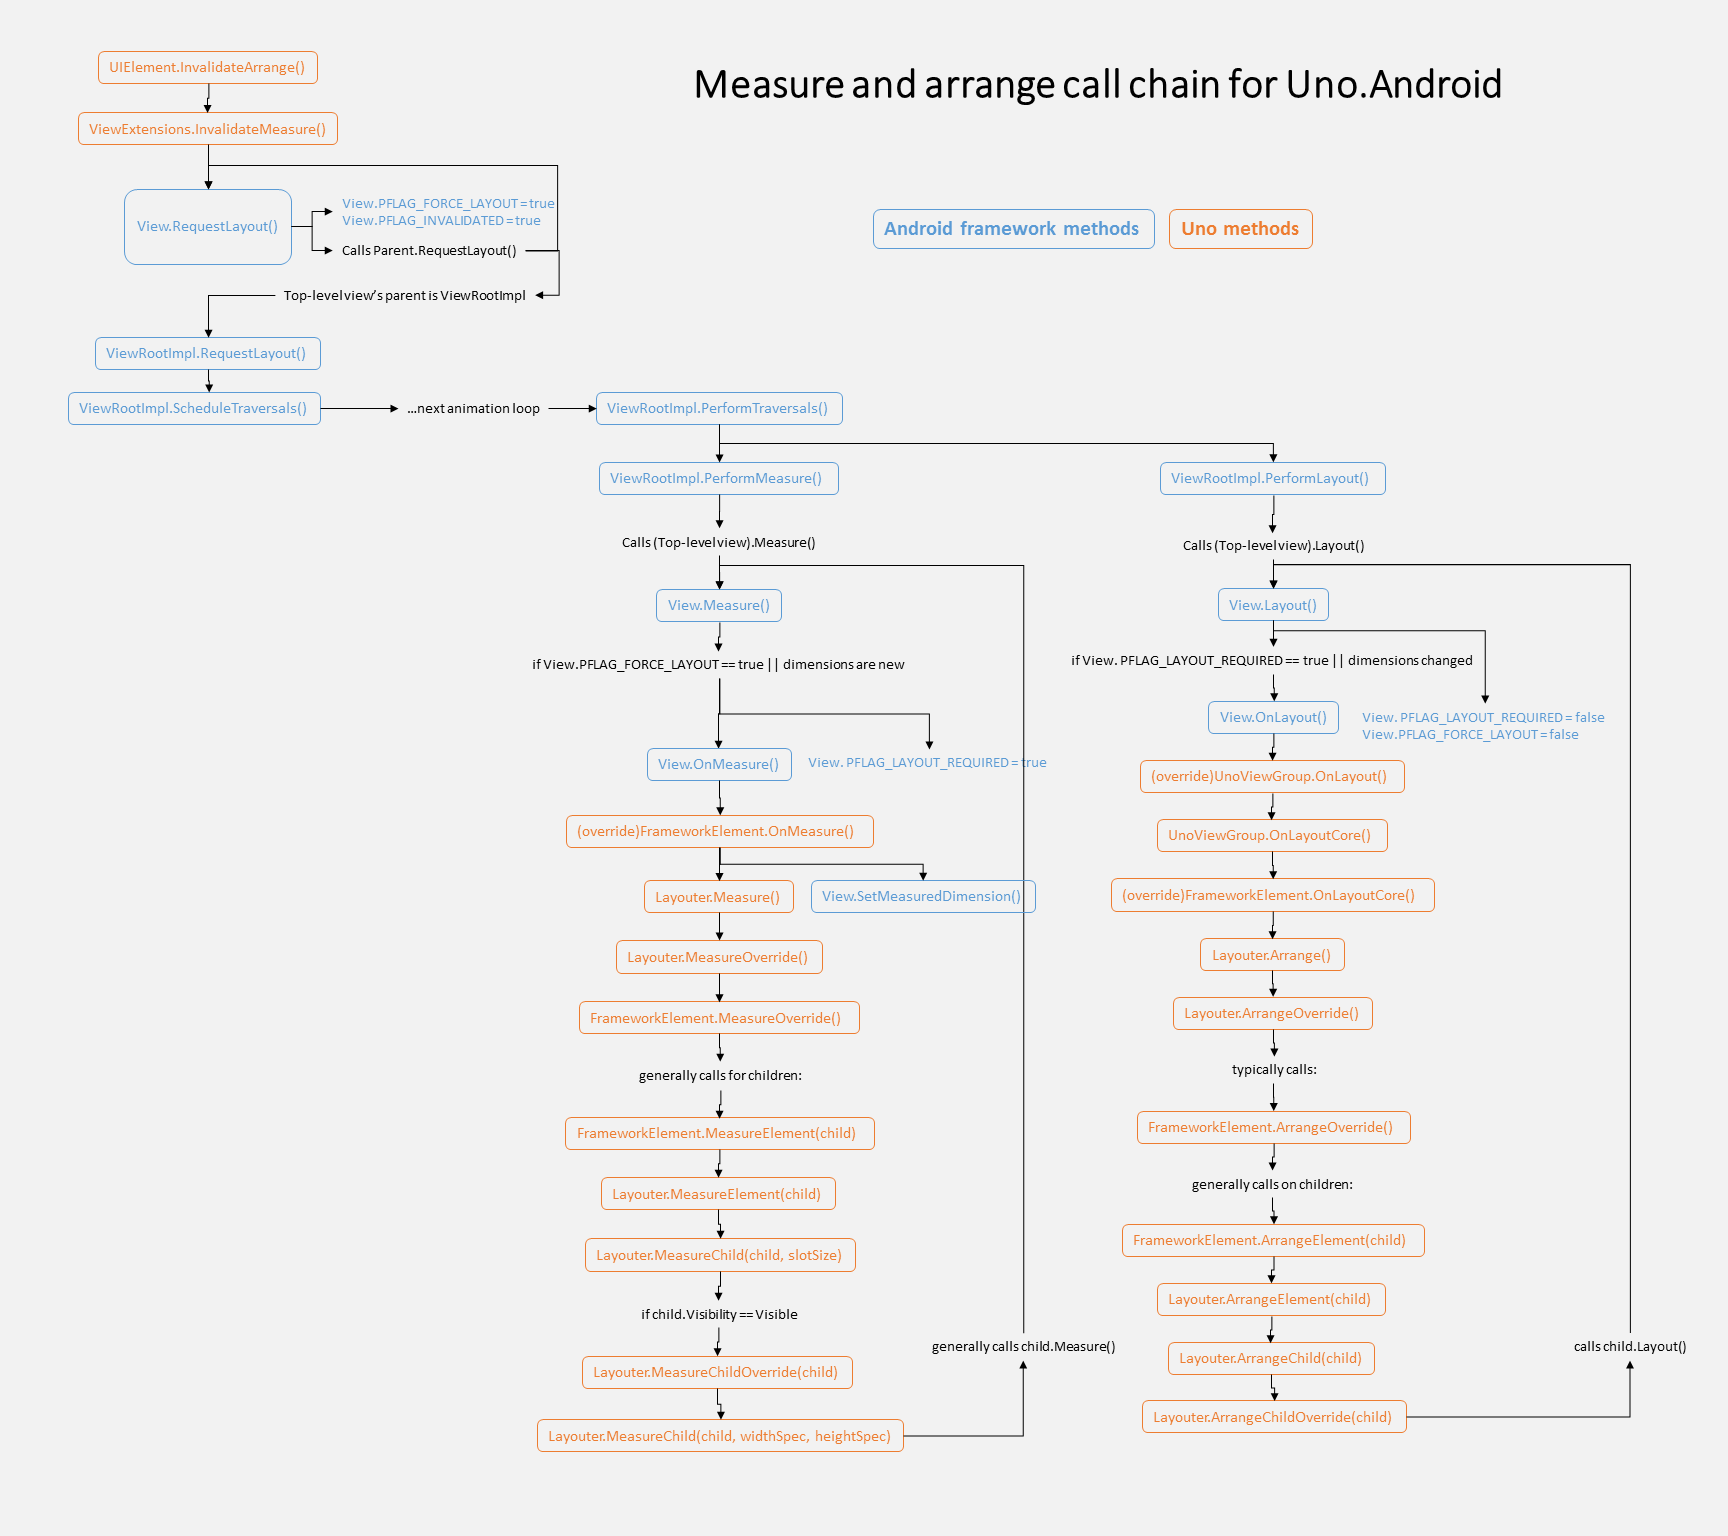 Measure and arrange call chain for Uno.Android
UIElement.InvalidateArrange()
ViewExtensions.InvalidateMeasure()
View.RequestLayout()
View.PFLAG_FORCE_LAYOUT = true
View.PFLAG_INVALIDATED = true
Calls Parent.RequestLayout()
Android framework methods
Uno methods
Top-level view's parent is ViewRootImpl
ViewRootImpl.RequestLayout()
ViewRootImpl.ScheduleTraversals()
...next animation loop
ViewRootImpl.PerformTraversals()
ViewRootImpl.PerformMeasure()
Calls (Top-level view).Measure()
View.Measure()
if View.PFLAG_FORCE_LAYOUT == true || dimensions are new
View.OnMeasure()
View. PFLAG_LAYOUT_REQUIRED = true
(override)FrameworkElement.OnMeasure()
Layouter.Measure()
View.SetMeasuredDimension()
Layouter.MeasureOverride()
FrameworkElement.MeasureOverride()
generally calls for children:
FrameworkElement.MeasureElement(child)
Layouter.MeasureElement(child)
Layouter.MeasureChild(child, slotSize)
if child.Visibility == Visible
Layouter.MeasureChildOverride(child)
Layouter.MeasureChild(child, widthSpec, heightSpec)
generally calls child.Measure()
ViewRootImpl.PerformLayout()
Calls (Top-level view).Layout()
View.Layout()
if View. PFLAG_LAYOUT_REQUIRED == true || dimensions changed
View.OnLayout()
View. PFLAG_LAYOUT_REQUIRED = false
View.PFLAG_FORCE_LAYOUT = false
(override)UnoViewGroup.OnLayout()
UnoViewGroup.OnLayoutCore()
(override)FrameworkElement.OnLayoutCore()
Layouter.Arrange()
Layouter.ArrangeOverride()
typically calls:
FrameworkElement.ArrangeOverride()
generally calls on children:
FrameworkElement.ArrangeElement(child)
Layouter.ArrangeElement(child)
Layouter.ArrangeChild(child)
Layouter.ArrangeChildOverride(child)
calls child.Layout()